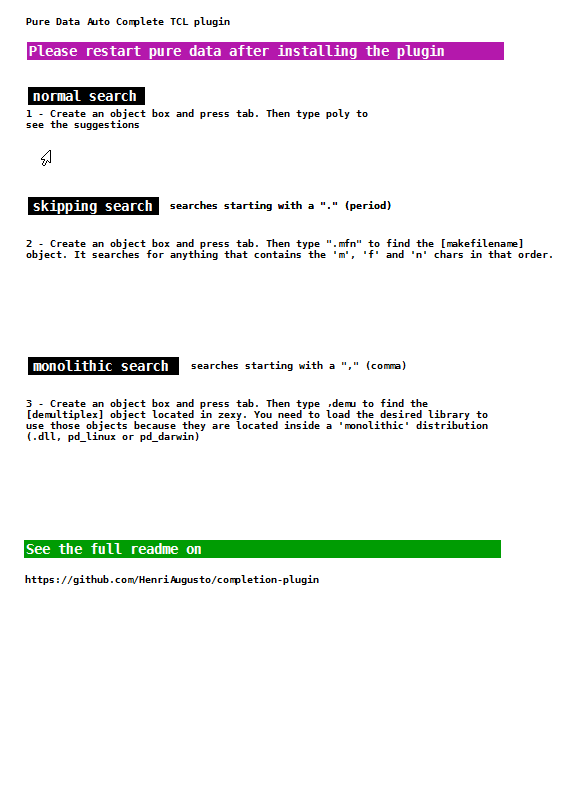 Pure Data Auto Complete TCL plugin
Please restart pure data after installing the plugin
normal search
1 - Create an object box and press tab. Then type poly to
see the suggestions
skipping search
searches starting with a "." (period)
2 - Create an object box and press tab. Then type ".mfn" to find the [makefilename]
object. It searches for anything that contains the 'm', 'f' and 'n' chars in that order.
monolithic search
searches starting with a "," (comma)
3 - Create an object box and press tab. Then type ,demu to find the
[demultiplex] object located in zexy. You need to load the desired library to
use those objects because they are located inside a 'monolithic' distribution
(.dll, pd_linux or pd_darwin)
See the full readme on
https://github.com/HenriAugusto/completion-plugin